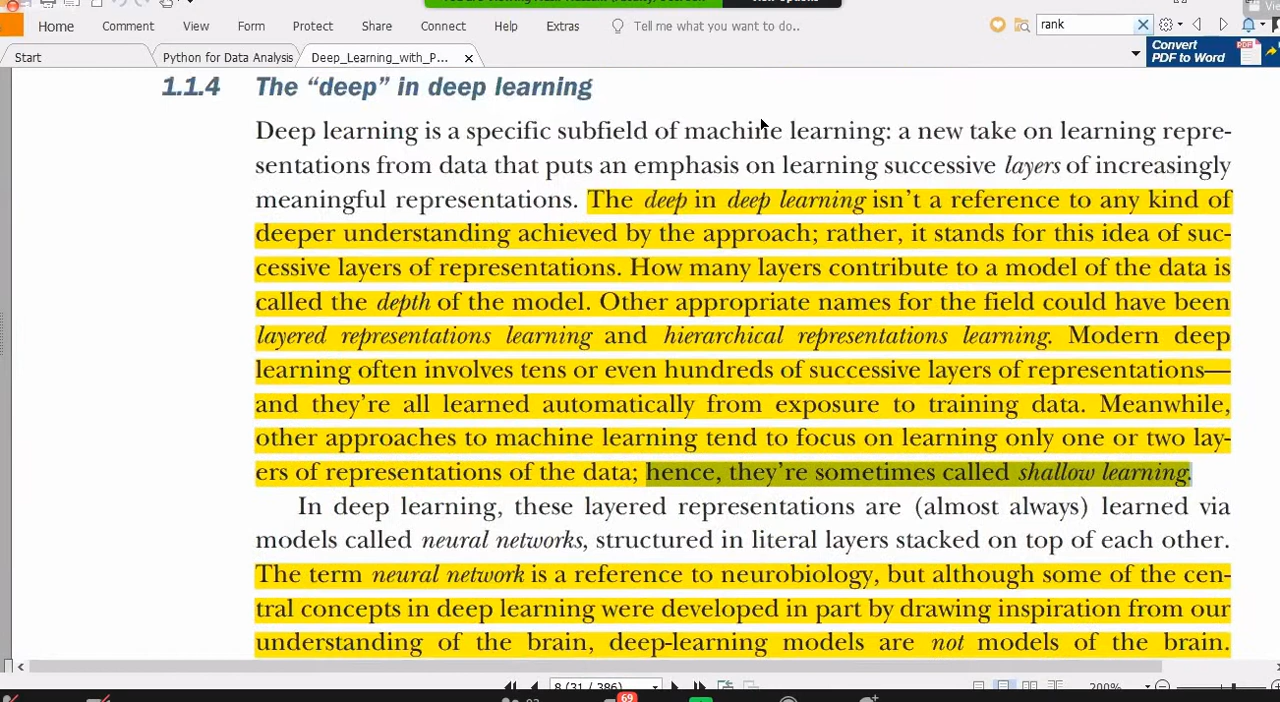 Home View Form Protect Share Connect Help Extras Tell me what you want to do.. rank
Start Python for Data Analysis Deep_Learning_with_P... Convert
PDF to Word
1.1.4 The “deep” in deep learning
Deep learning is a specific subfield of machine learning: a new take on learning repre-
sentations from data that puts an emphasis on learning successive layers of increasingly
meaningful representations. The deep in deep learning isn’t a reference to any kind of
deeper understanding achieved by the approach; rather, it stands for this idea of suc-
cessive layers of representations. How many layers contribute to a model of the data is
called the depth of the model. Other appropriate names for the field could have been
layered representations learning and hierarchical representations learning. Modern deep
learning often involves tens or even hundreds of successive layers of representations—
and they’re all learned automatically from exposure to training data. Meanwhile,
other approaches to machine learning tend to focus on learning only one or two lay-
ers of representations of the data; hence, they’re sometimes called shallow learning.
In deep learning, these layered representations are (almost always) learned via
models called neural networks, structured in literal layers stacked on top of each other.
The term neural network is a reference to neurobiology, but although some of the cen-
tral concepts in deep learning were developed in part by drawing inspiration from our
understanding of the brain, deep-learning models are not models of the brain.
8 (31 / 386) 200%
69